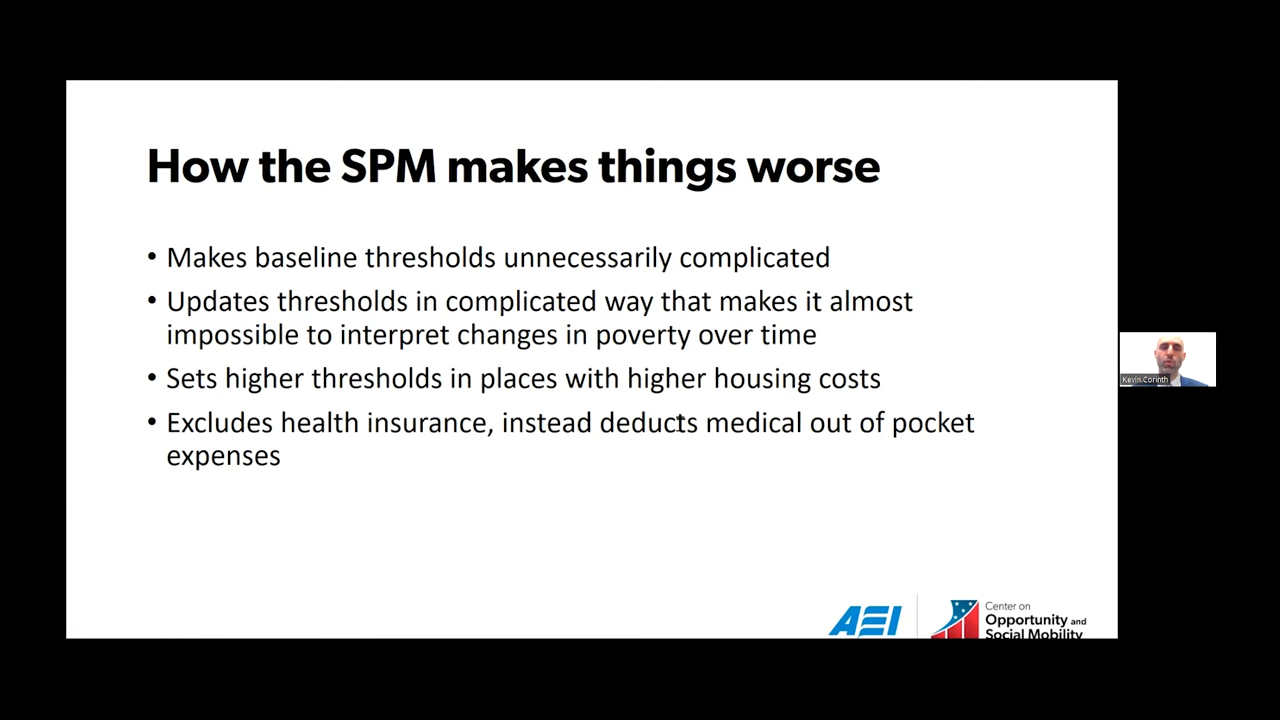 How the SPM makes things worse
• Makes baseline thresholds unnecessarily complicated
• Updates thresholds in complicated way that makes it almost
impossible to interpret changes in poverty over time
• Sets higher thresholds in places with higher housing costs
• Excludes health insurance, instead deducts medical out of pocket
expenses
Kevin Corinth
AEI
Center on
Opportunity and
Social Mobility